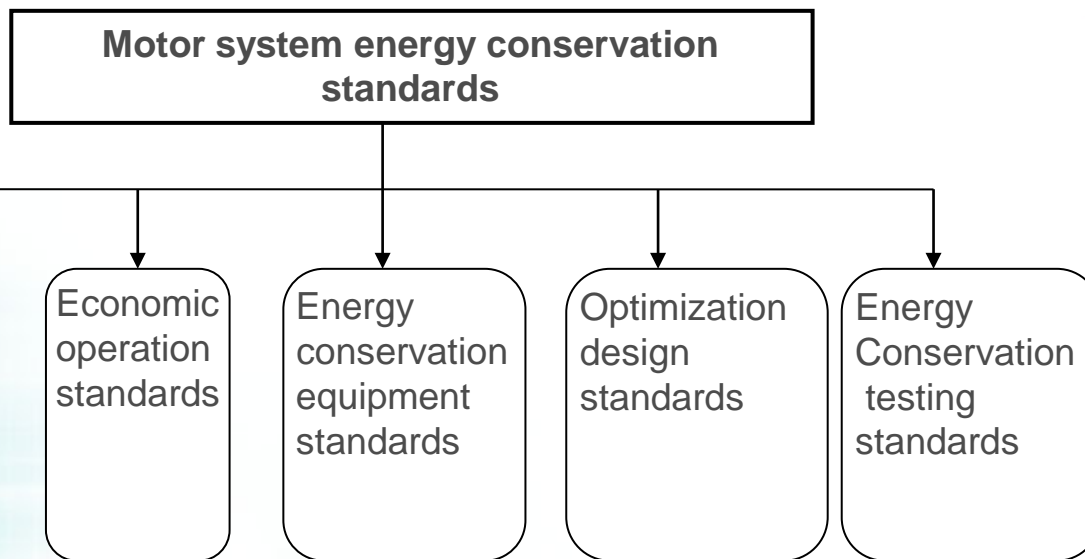 Motor system energy conservation
standards
Economic
operation
standards
Energy
conservation
equipment
standards
Optimization
design
standards
Energy
Conservation
testing
standards